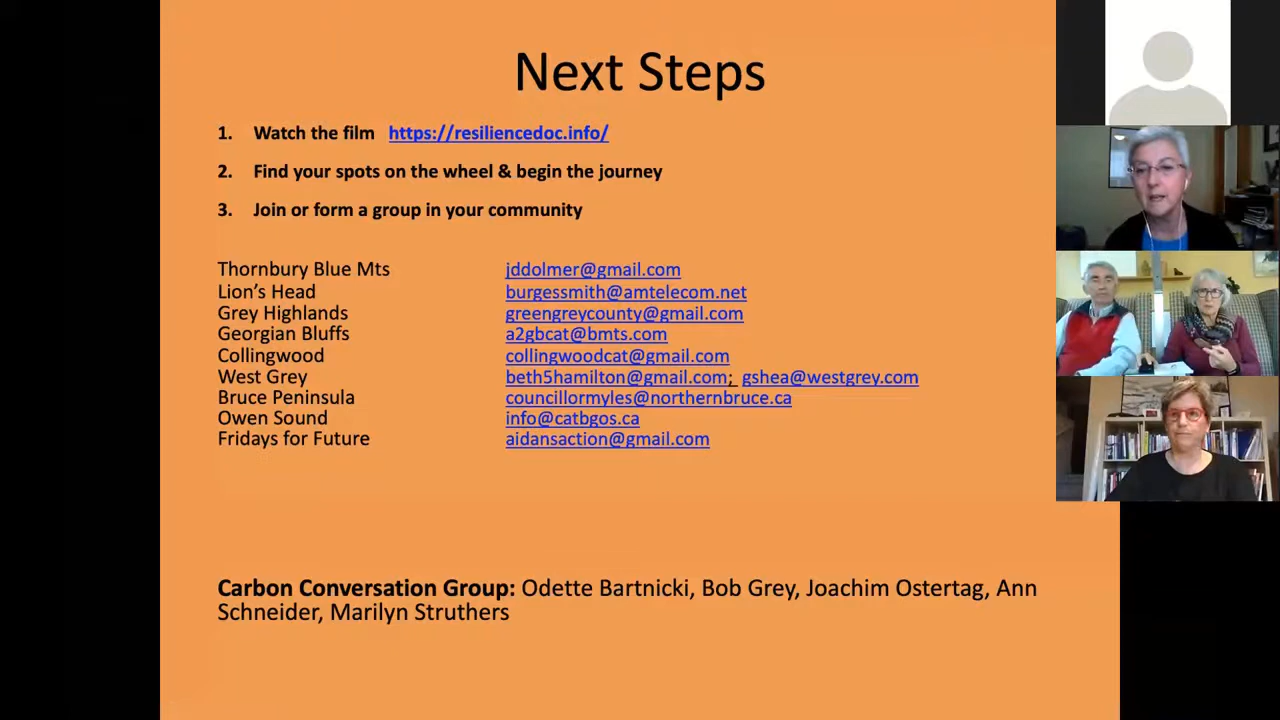 Next Steps
1. Watch the film https://resiliencedoc.info/
2. Find your spots on the wheel & begin the journey
3. Join or form a group in your community
Thornbury Blue Mts jddolmer@gmail.com
Lion's Head burgessmith@amtelecom.net
Grey Highlands greengreycounty@gmail.com
Georgian Bluffs a2gbcat@bmts.com
Collingwood collingwoodcat@gmail.com
West Grey beth5hamilton@gmail.com; gshea@westgrey.com
Bruce Peninsula councillormyles@northernbruce.ca
Owen Sound info@catbgos.ca
Fridays for Future aidansaction@gmail.com
Carbon Conversation Group: Odette Bartnicki, Bob Grey, Joachim Ostertag, Ann
Schneider, Marilyn Struthers